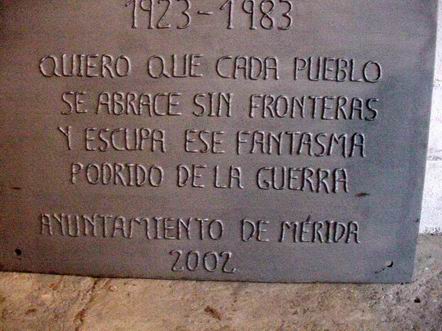 1923-1983
QUIERO QUE CADA PUEBLO
SE ABRACE SIN FRONTERAS
Y ESCUPA ESE FANTASMA
PODRIDO DE LA GUERRA
AYUNTAMIENTO DE MÉRIDA
2002